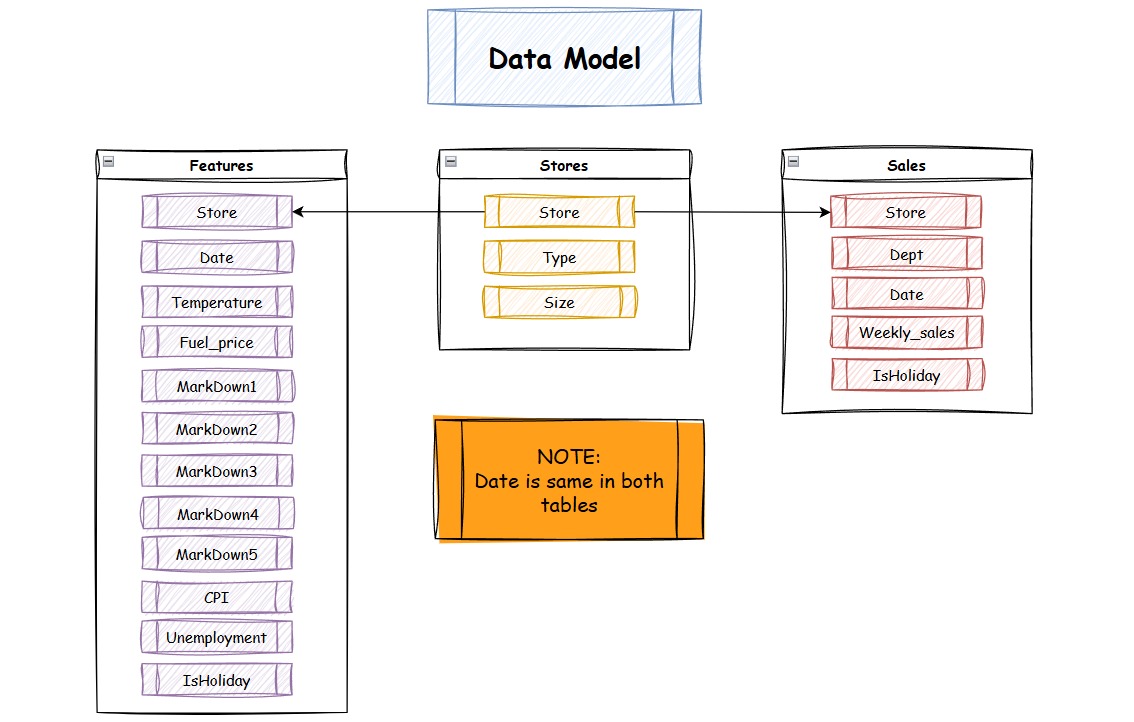 Data Model
Features
Store
Date
Temperature
Fuel_price
MarkDown1
MarkDown2
MarkDown3
MarkDown4
MarkDown5
CPI
Unemployment
IsHoliday
Stores
Store
Type
Size
NOTE:
Date is same in both
tables
Sales
Store
Dept
Date
Weekly_sales
IsHoliday